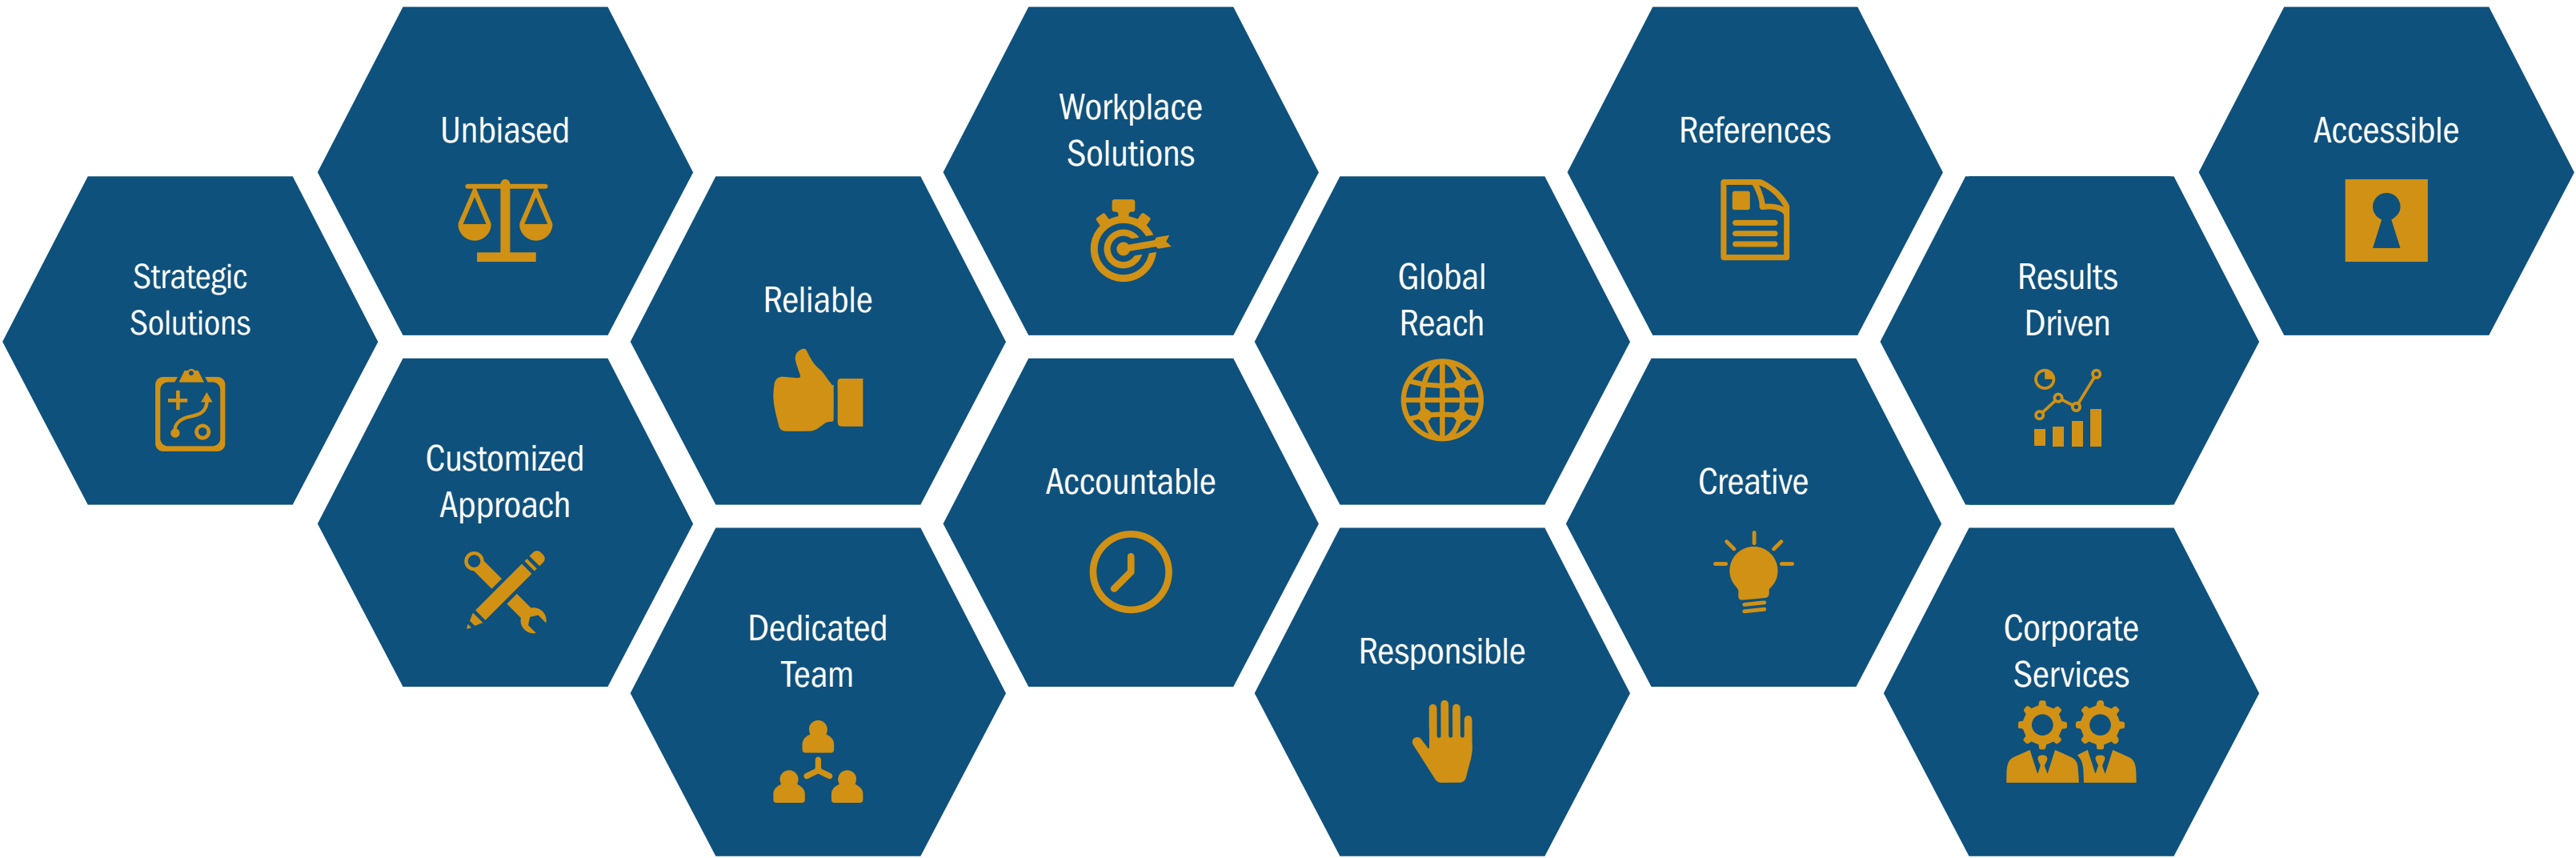 Strategic
Solutions
Unbiased
Customized
Approach
Reliable
Dedicated
Team
Workplace
Solutions
Accountable
Global
Reach
Responsible
References
Creative
Results
Driven
Corporate
Services
Accessible